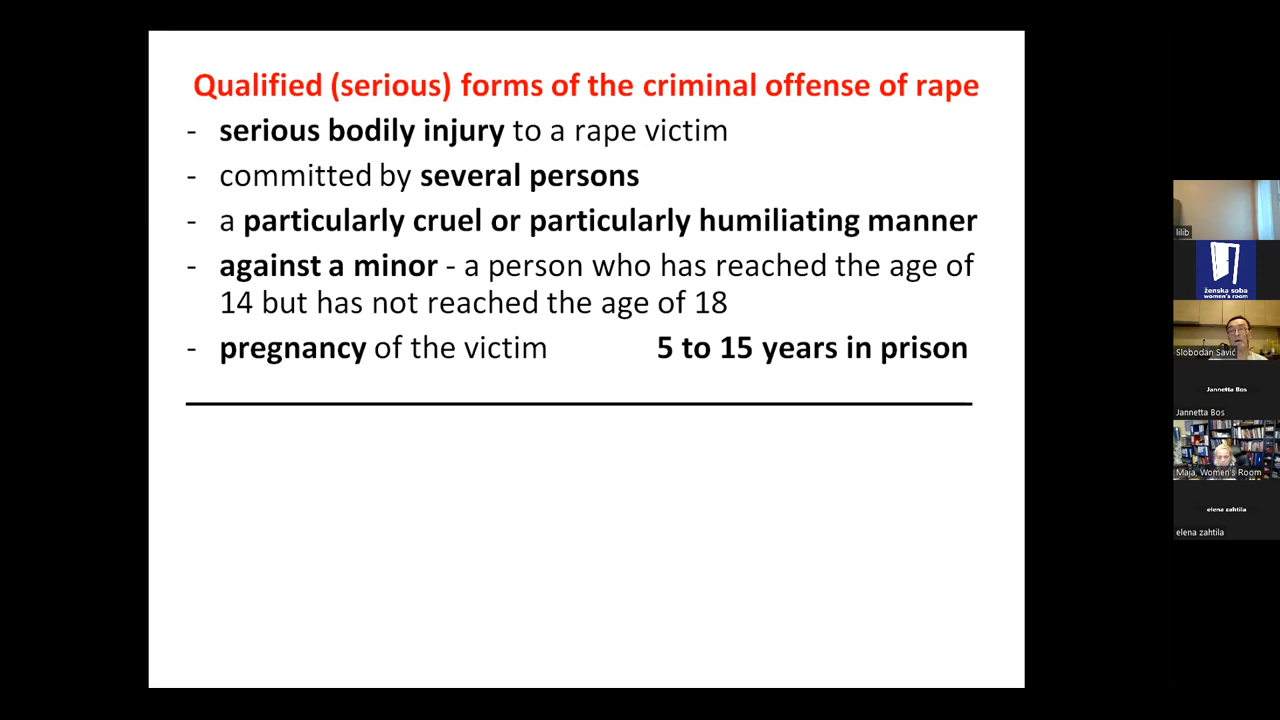 Qualified (serious) forms of the criminal offense of rape
- serious bodily injury to a rape victim
- committed by several persons
- a particularly cruel or particularly humiliating manner
- against a minor - a person who has reached the age of
14 but has not reached the age of 18
- pregnancy of the victim 5 to 15 years in prison
lilib
ženska soba
women's room
Slobodan Savić
Jannetta Bos
Jannetta Bos
Maja, Women's Room
elena zahtila
elena zahtila